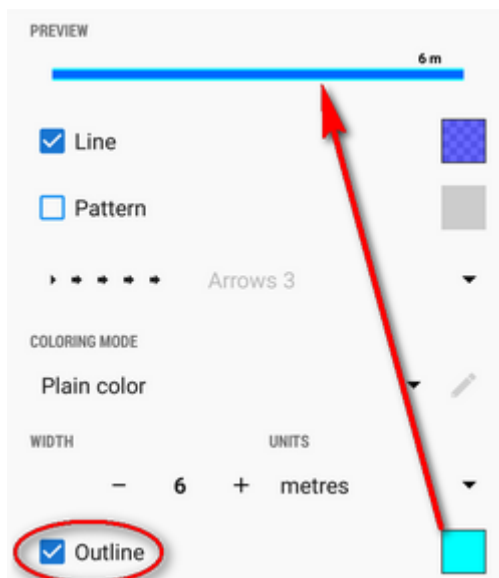 PREVIEW
6 m
Line
Pattern
Arrows 3
COLORING MODE
Plain color
WIDTH UNITS
− 6 + metres
Outline